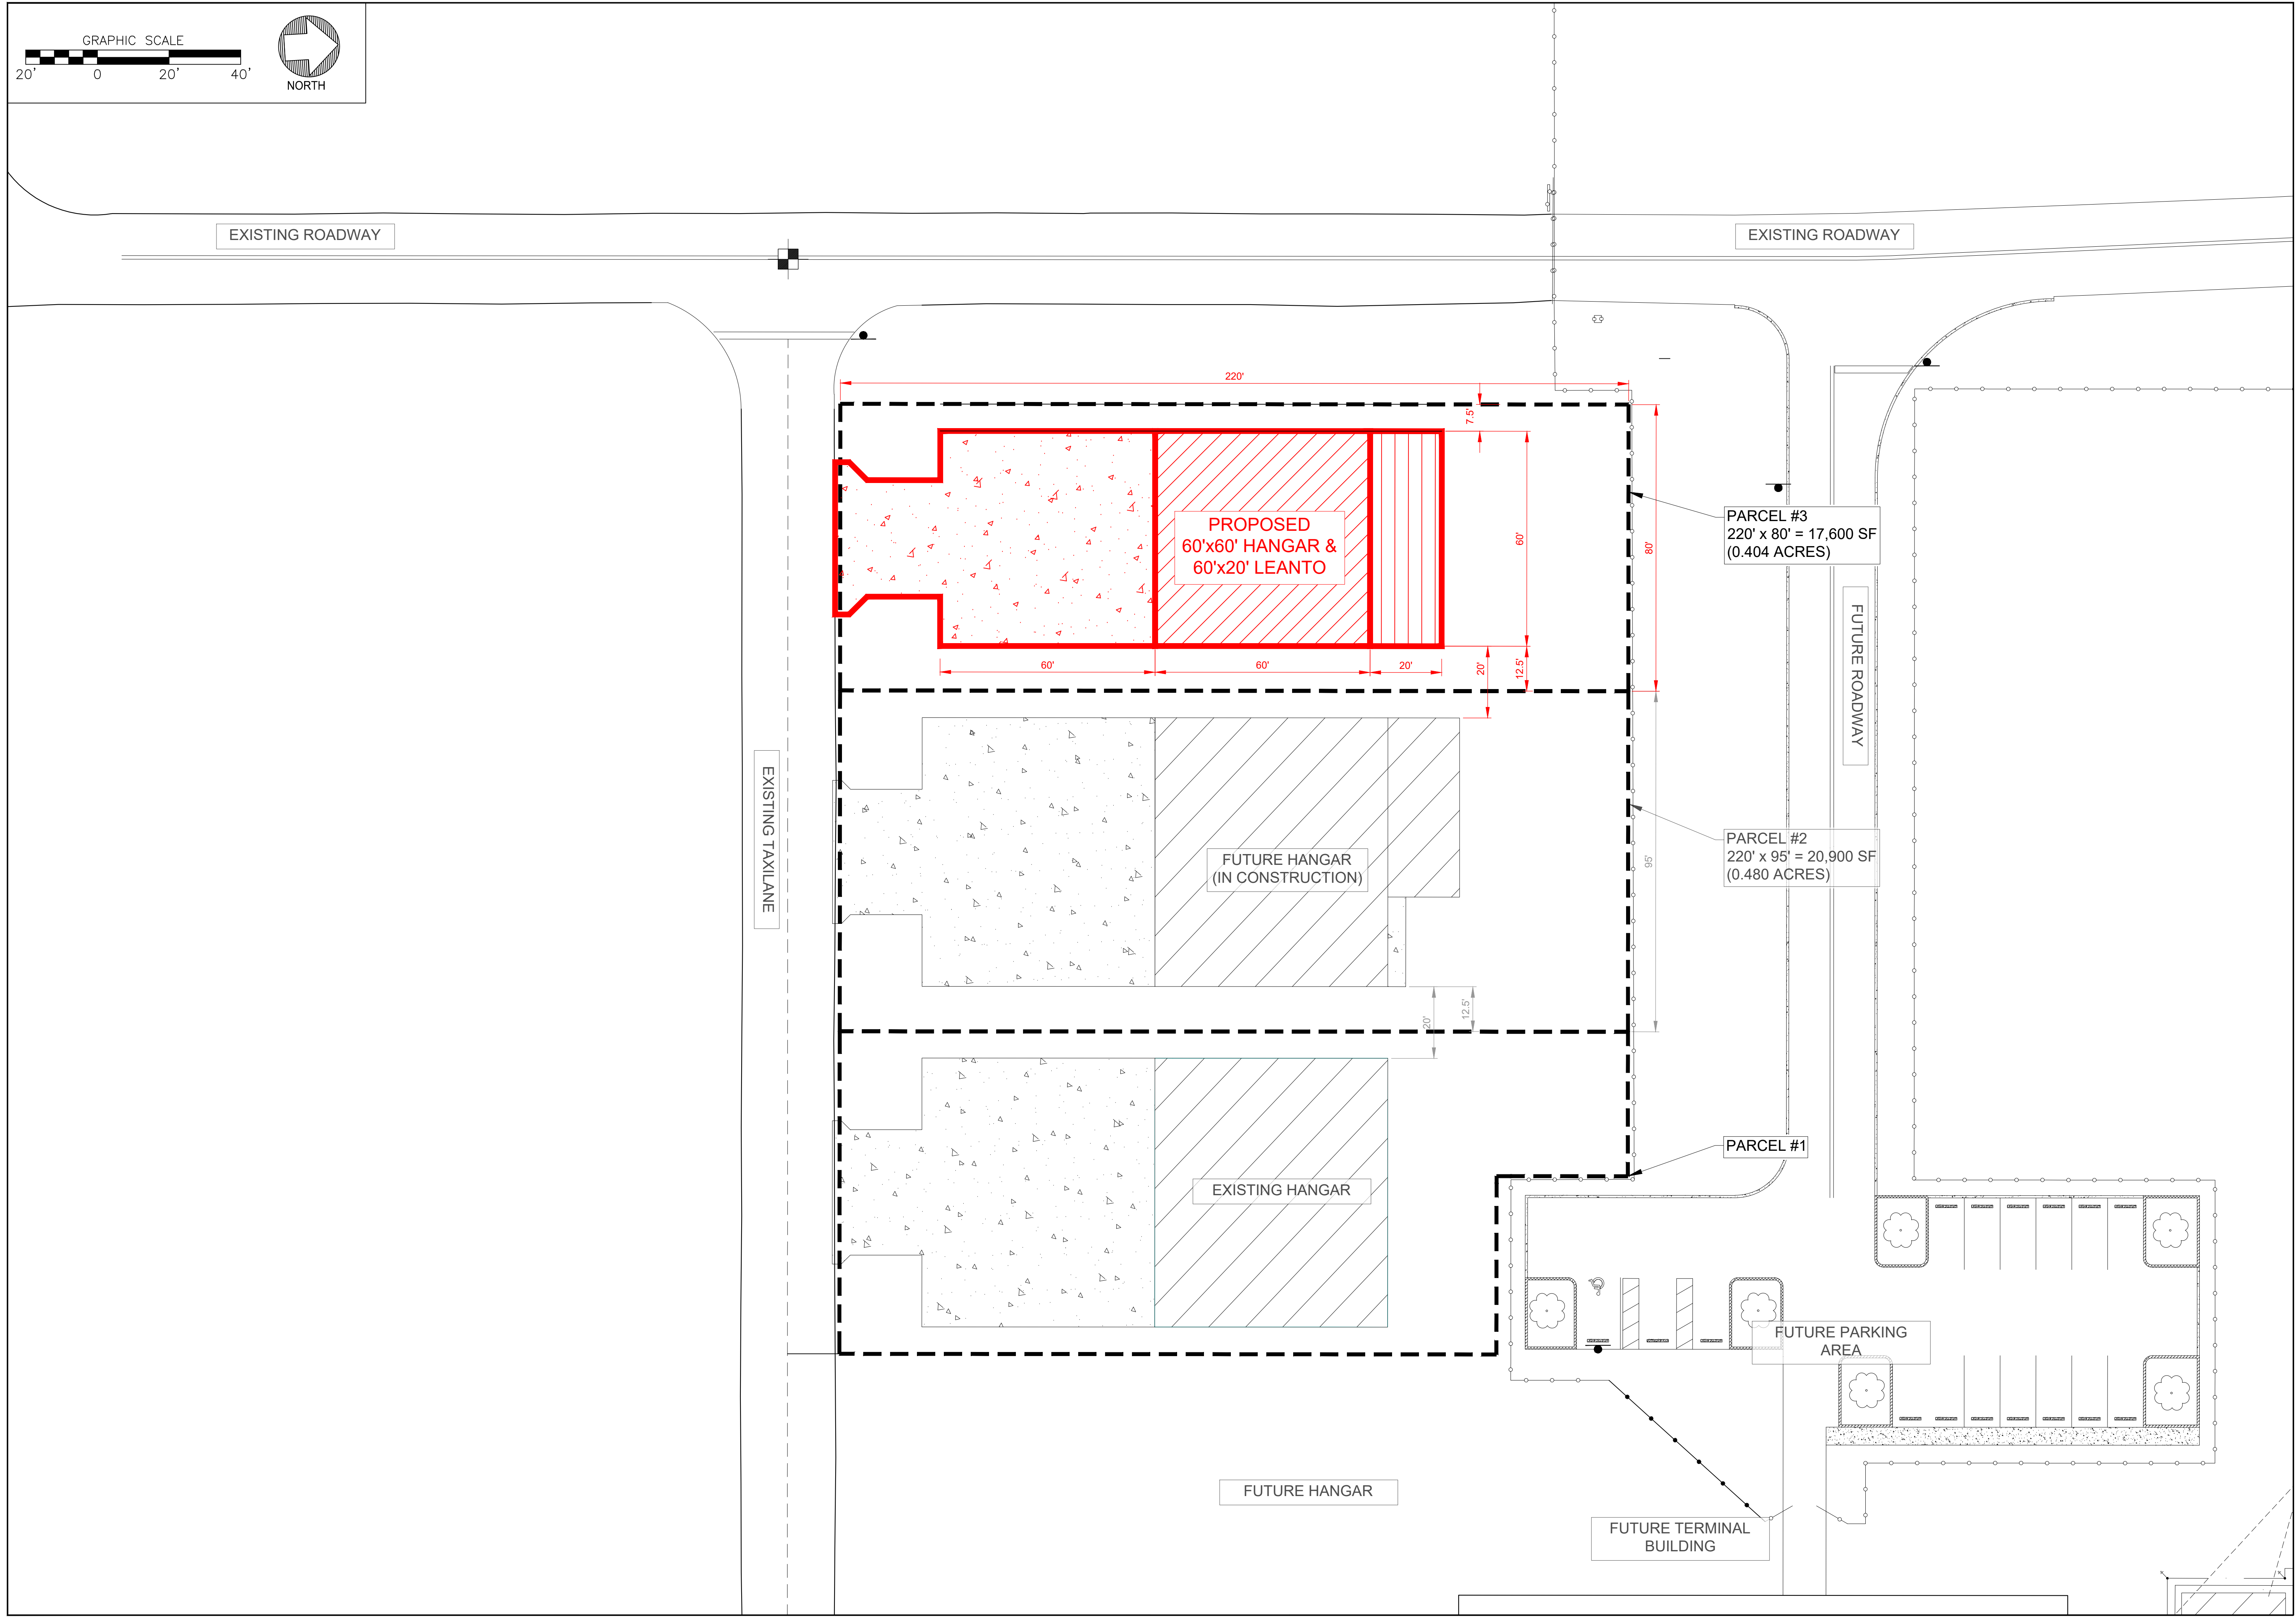 GRAPHIC SCALE
20' 0 20' 40'
NORTH
EXISTING ROADWAY
EXISTING ROADWAY
220'
7.5'
PROPOSED
60'x60' HANGAR &
60'x20' LEANTO
60'
80'
PARCEL #3
220' x 80' = 17,600 SF
(0.404 ACRES)
60'
60'
20'
20'
12.5'
FUTURE ROADWAY
EXISTING TAXILANE
FUTURE HANGAR
(IN CONSTRUCTION)
95'
PARCEL #2
220' x 95' = 20,900 SF
(0.480 ACRES)
20'
12.5'
PARCEL #1
EXISTING HANGAR
FUTURE PARKING
AREA
FUTURE HANGAR
FUTURE TERMINAL
BUILDING